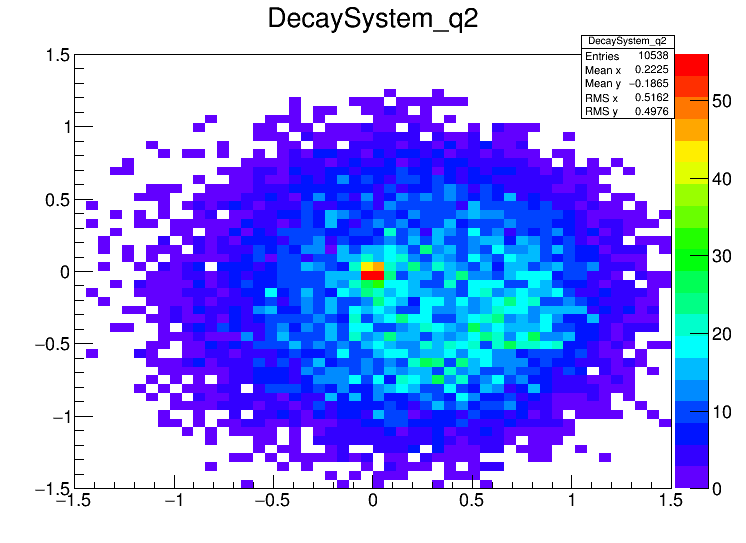 DecaySystem_q2
DecaySystem_q2
Entries 10538
Mean x 0.2225
Mean y −0.1865
RMS x 0.5162
RMS y 0.4976
1.5
1
0.5
0
−0.5
−1
−1.5
−1.5 −1 −0.5 0 0.5 1 1.5
50
40
30
20
10
0